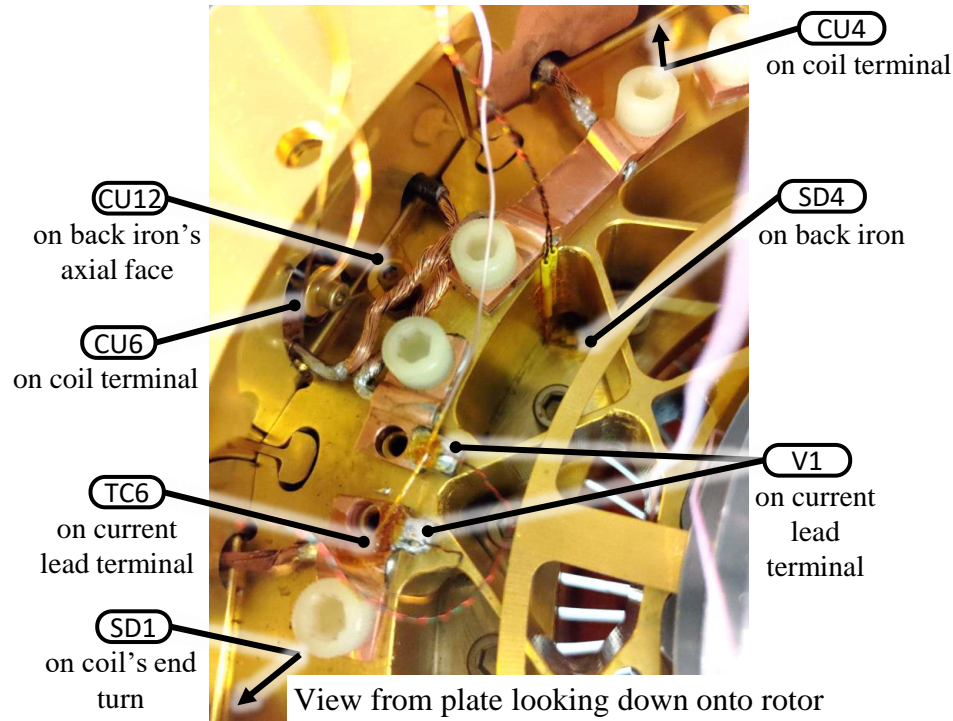 CU4
on coil terminal
CU12
on back iron’s
axial face
SD4
on back iron
CU6
on coil terminal
V1
on current
lead
terminal
TC6
on current
lead terminal
SD1
on coil’s end
turn
View from plate looking down onto rotor